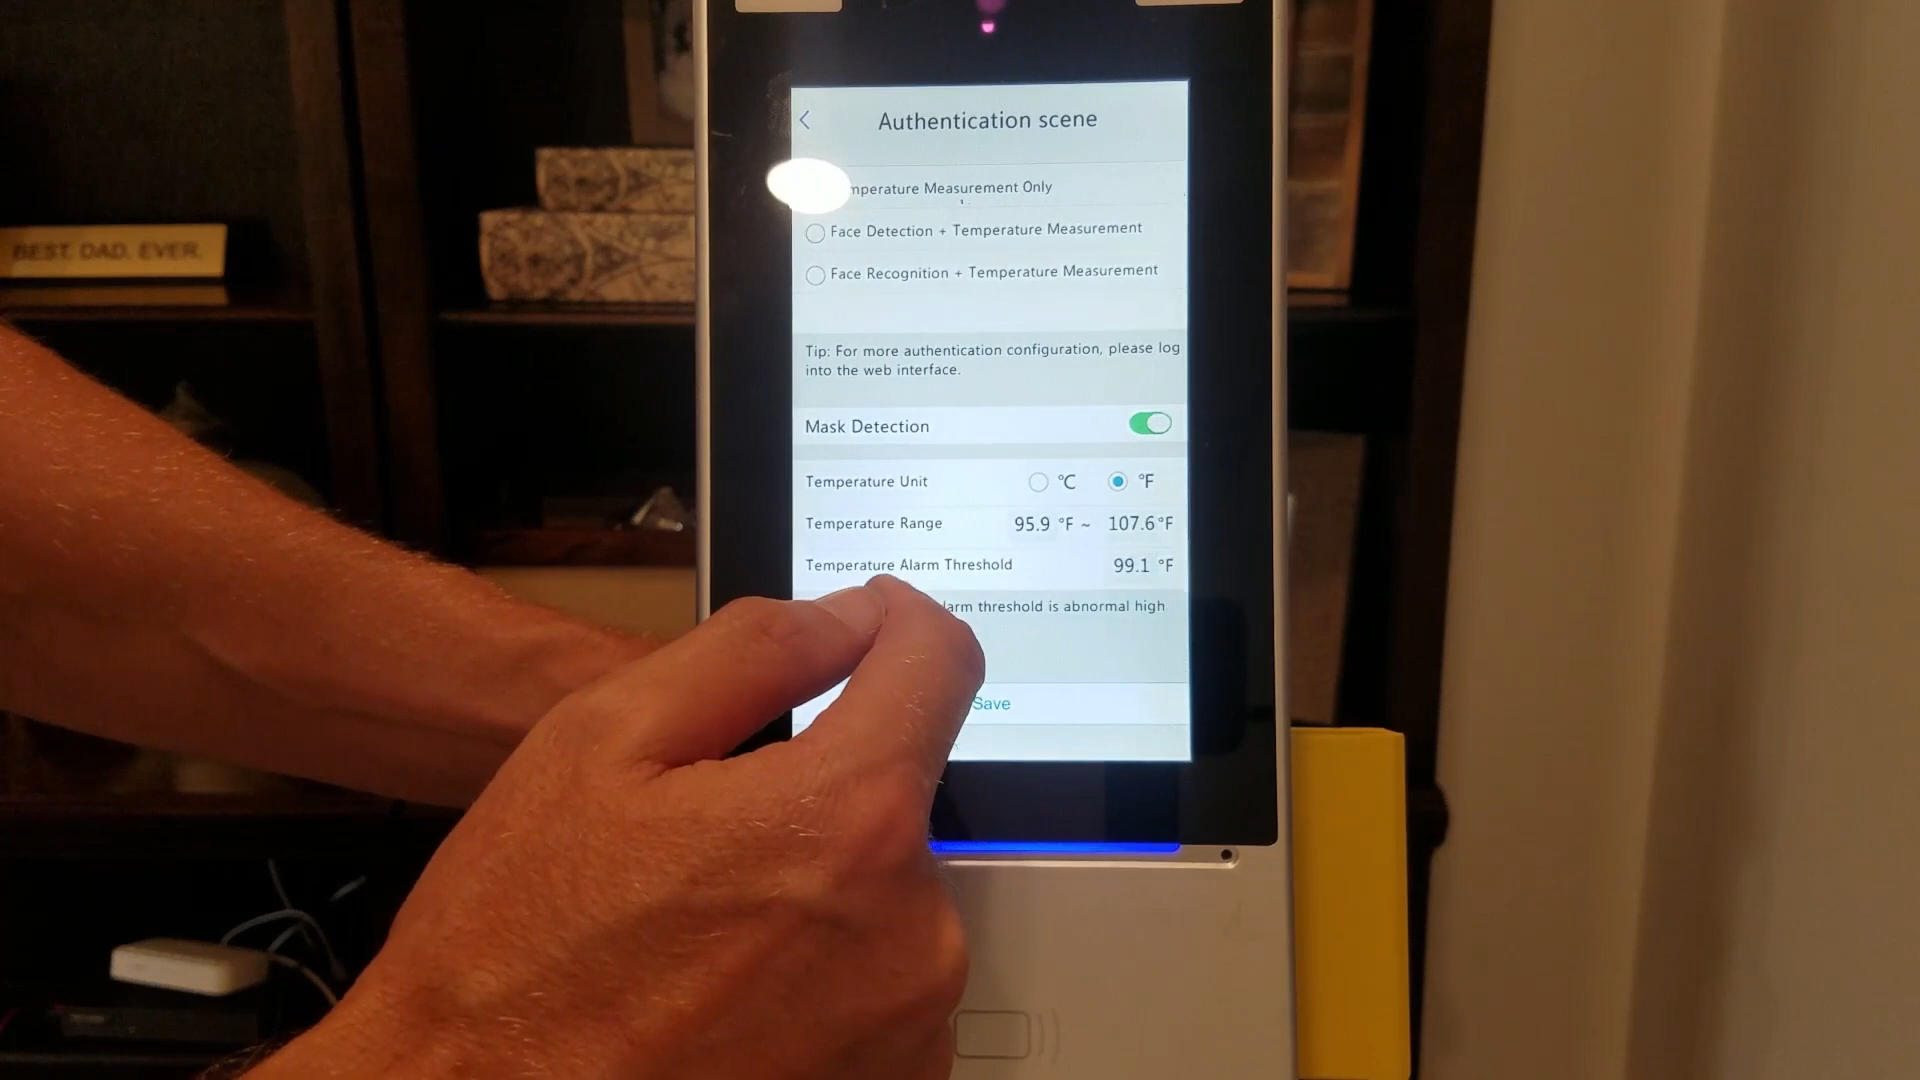 Authentication scene
Measurement Only
Face Detection + Temperature Measurement
Face Recognition + Temperature Measurement
BEST. DAD. EVER.
Tip: For more authentication configuration, please log
into the web interface.
Mask Detection
Temperature Unit °C °F
Temperature Range 95.9 °F ~ 107.6°F
Temperature Alarm Threshold 99.1 °F
threshold is abnormal high
Save